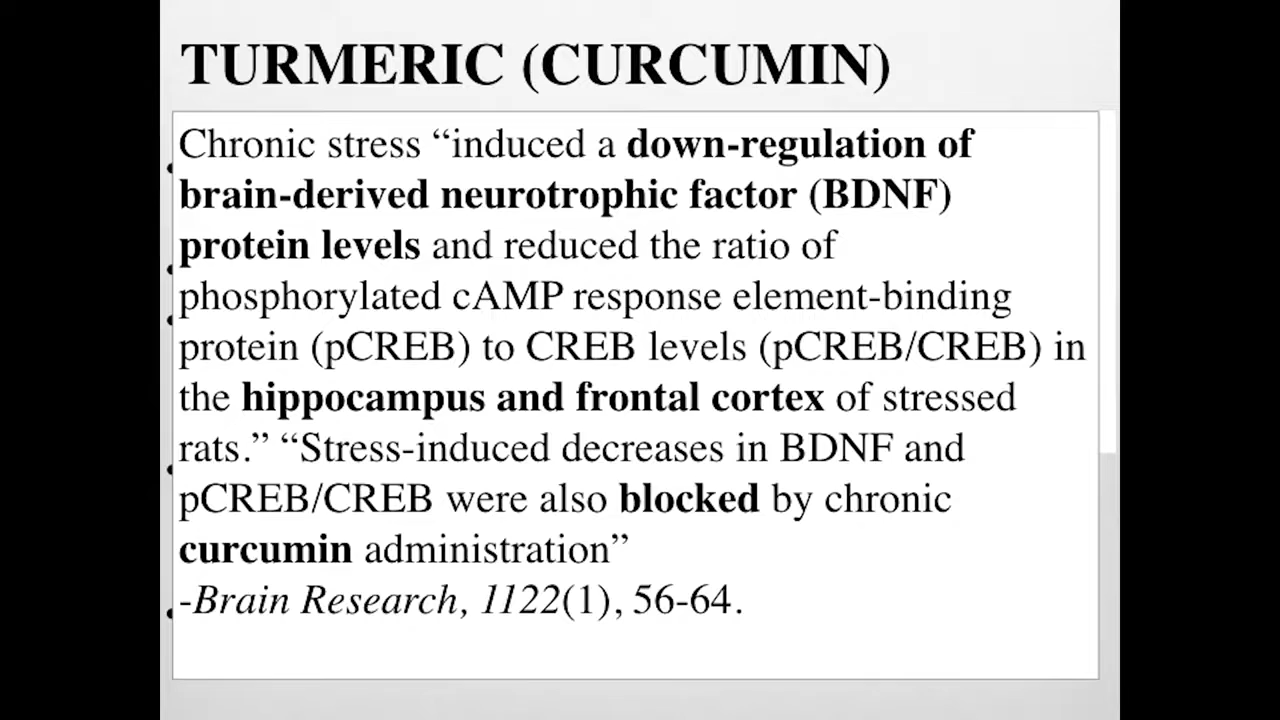 TURMERIC (CURCUMIN)
Chronic stress “induced a down-regulation of
brain-derived neurotrophic factor (BDNF)
protein levels and reduced the ratio of
phosphorylated cAMP response element-binding
protein (pCREB) to CREB levels (pCREB/CREB) in
the hippocampus and frontal cortex of stressed
rats.” “Stress-induced decreases in BDNF and
pCREB/CREB were also blocked by chronic
curcumin administration”
-Brain Research, 1122(1), 56-64.